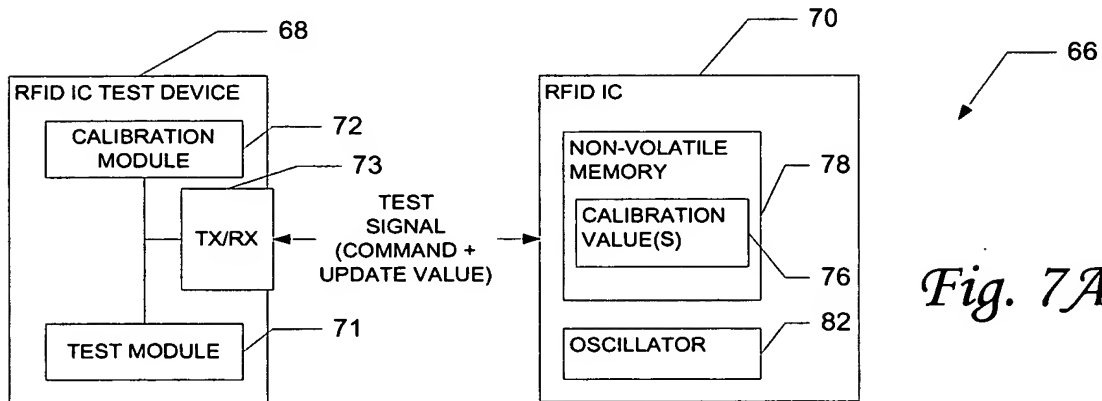 68
70
66
RFID IC TEST DEVICE
CALIBRATION
MODULE
72
73
TX/RX
TEST MODULE
71
TEST
SIGNAL
(COMMAND +
UPDATE VALUE)
RFID IC
NON-VOLATILE
MEMORY
78
CALIBRATION
VALUE(S)
76
OSCILLATOR
82
Fig. 7A